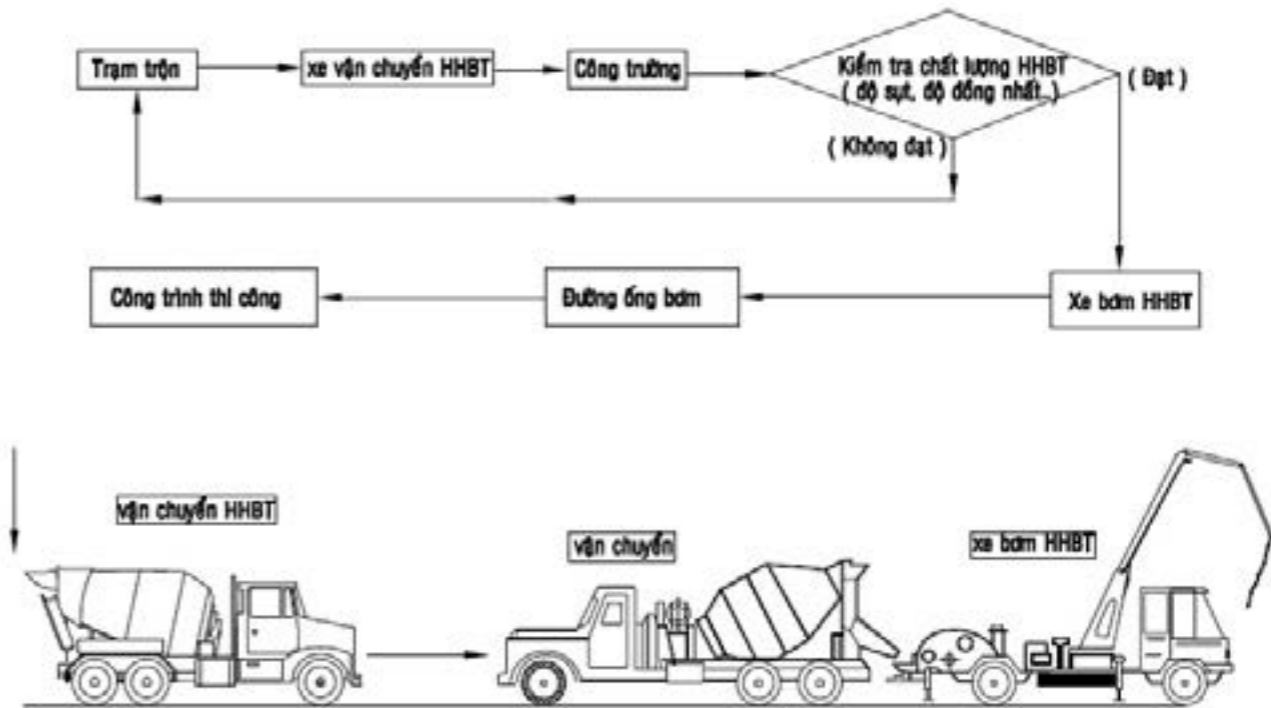 Trạm trộn
xe vận chuyển HHBT
Công trường
Kiểm tra chất lượng HHBT
( độ sụt, độ đồng nhất..)
( Đạt )
( Không đạt )
Công trình thi công
Đường ống bơm
Xe bơm HHBT
vận chuyển HHBT
vận chuyển
xe bơm HHBT